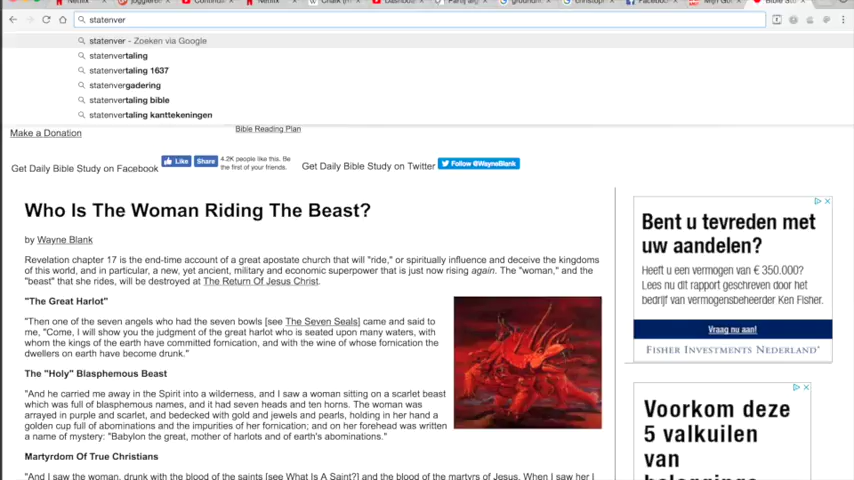 Netflix
Netflix
Facebook
statenver
statenver - Zoeken via Google
statenvertaling
statenvertaling 1637
statenvergadering
statenvertaling bible
statenvertaling kanttekeningen
Make a Donation
Bible Reading Plan
Get Daily Bible Study on Facebook
Like
Share
4.2K people like this. Be
the first of your friends.
Get Daily Bible Study on Twitter
Follow @WayneBlank
Who Is The Woman Riding The Beast?
by Wayne Blank
Revelation chapter 17 is the end-time account of a great apostate church that will "ride," or spiritually influence and deceive the kingdoms
of this world, and in particular, a new, yet ancient, military and economic superpower that is just now rising again. The "woman," and the
"beast" that she rides, will be destroyed at The Return Of Jesus Christ.
"The Great Harlot"
"Then one of the seven angels who had the seven bowls [see The Seven Seals] came and said to
me, "Come, I will show you the judgment of the great harlot who is seated upon many waters, with
whom the kings of the earth have committed fornication, and with the wine of whose fornication the
dwellers on earth have become drunk."
The "Holy" Blasphemous Beast
"And he carried me away in the Spirit into a wilderness, and I saw a woman sitting on a scarlet beast
which was full of blasphemous names, and it had seven heads and ten horns. The woman was
arrayed in purple and scarlet, and bedecked with gold and jewels and pearls, holding in her hand a
golden cup full of abominations and the impurities of her fornication; and on her forehead was written
a name of mystery: "Babylon the great, mother of harlots and of earth's abominations."
Martyrdom Of True Christians
"And I saw the woman, drunk with the blood of the saints [see What Is A Saint?] and the blood of the martyrs of Jesus. When I saw her I
Bent u tevreden met
uw aandelen?
Heeft u een vermogen van € 350.000?
Lees nu dit rapport geschreven door het
bedrijf van vermogensbeheerder Ken Fisher.
Vraag nu aan!
FISHER INVESTMENTS NEDERLAND
Voorkom deze
5 valkuilen
van
beleggings